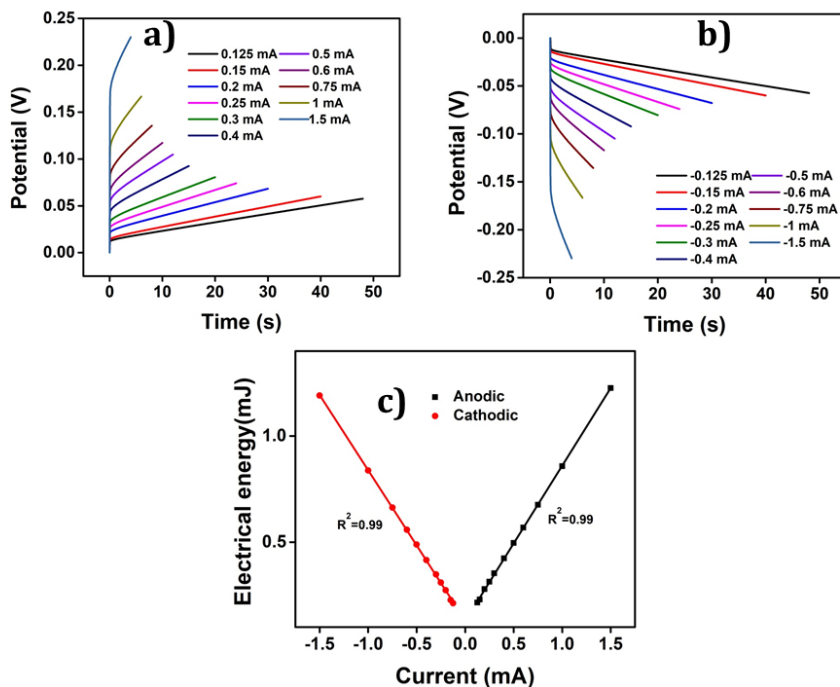 a)
0.25
0.20
0.15
0.10
0.05
0.00
Potential (V)
0.125 mA
0.15 mA
0.2 mA
0.25 mA
0.3 mA
0.4 mA
0.5 mA
0.6 mA
0.75 mA
1 mA
1.5 mA
0 10 20 30 40 50
Time (s)
b)
0.00
-0.05
-0.10
-0.15
-0.20
-0.25
Potential (V)
-0.125 mA
-0.15 mA
-0.2 mA
-0.25 mA
-0.3 mA
-0.4 mA
-0.5 mA
-0.6 mA
-0.75 mA
-1 mA
-1.5 mA
0 10 20 30 40 50
Time (s)
c)
Anodic
Cathodic
Electrical energy(mJ)
1.0
0.5
R²=0.99
R²=0.99
-1.5 -1.0 -0.5 0.0 0.5 1.0 1.5
Current (mA)